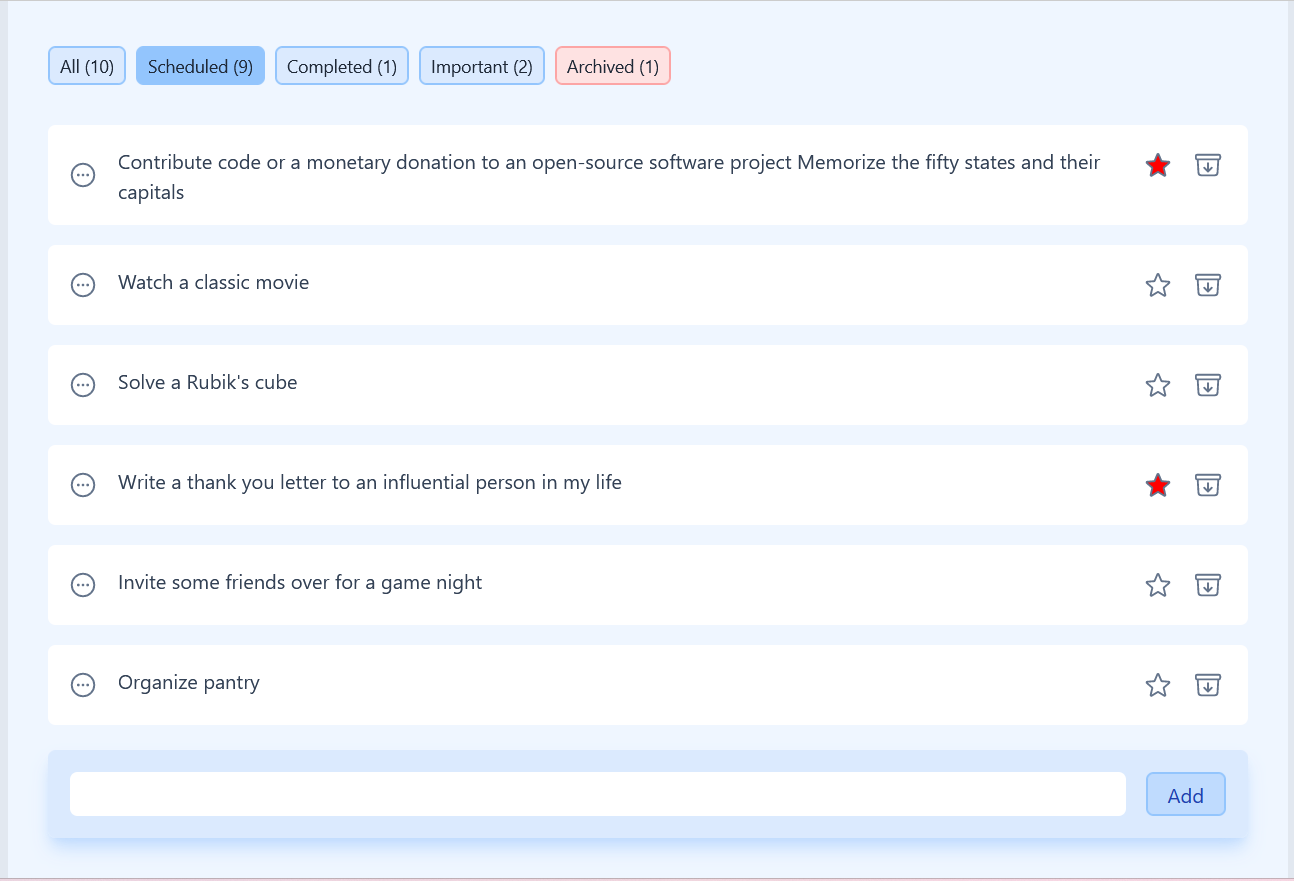 All (10) Scheduled (9) Completed (1) Important (2) Archived (1)
Contribute code or a monetary donation to an open-source software project Memorize the fifty states and their
capitals
Watch a classic movie
Solve a Rubik's cube
Write a thank you letter to an influential person in my life
Invite some friends over for a game night
Organize pantry
Add